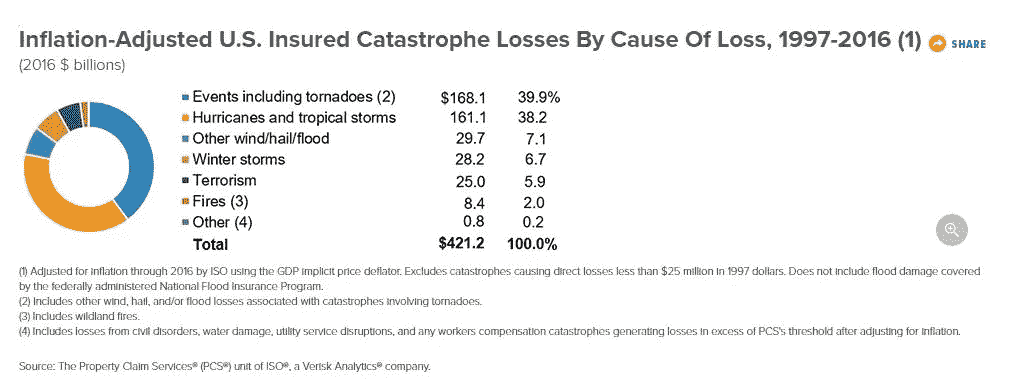 Inflation-Adjusted U.S. Insured Catastrophe Losses By Cause Of Loss, 1997-2016 (1) SHARE
(2016 $ billions)
Events including tornadoes (2) $168.1 39.9%
Hurricanes and tropical storms 161.1 38.2
Other wind/hail/flood 29.7 7.1
Winter storms 28.2 6.7
Terrorism 25.0 5.9
Fires (3) 8.4 2.0
Other (4) 0.8 0.2
Total $421.2 100.0%
(1) Adjusted for inflation through 2016 by ISO using the GDP implicit price deflator. Excludes catastrophes causing direct losses less than $25 million in 1997 dollars. Does not include flood damage covered
by the federally administered National Flood Insurance Program.
(2) Includes other wind, hail, and/or flood losses associated with catastrophes involving tornadoes.
(3) Includes wildland fires.
(4) Includes losses from civil disorders, water damage, utility service disruptions, and any workers compensation catastrophes generating losses in excess of PCS's threshold after adjusting for inflation.
Source: The Property Claim Services® (PCS®) unit of ISO®, a Verisk Analytics® company.